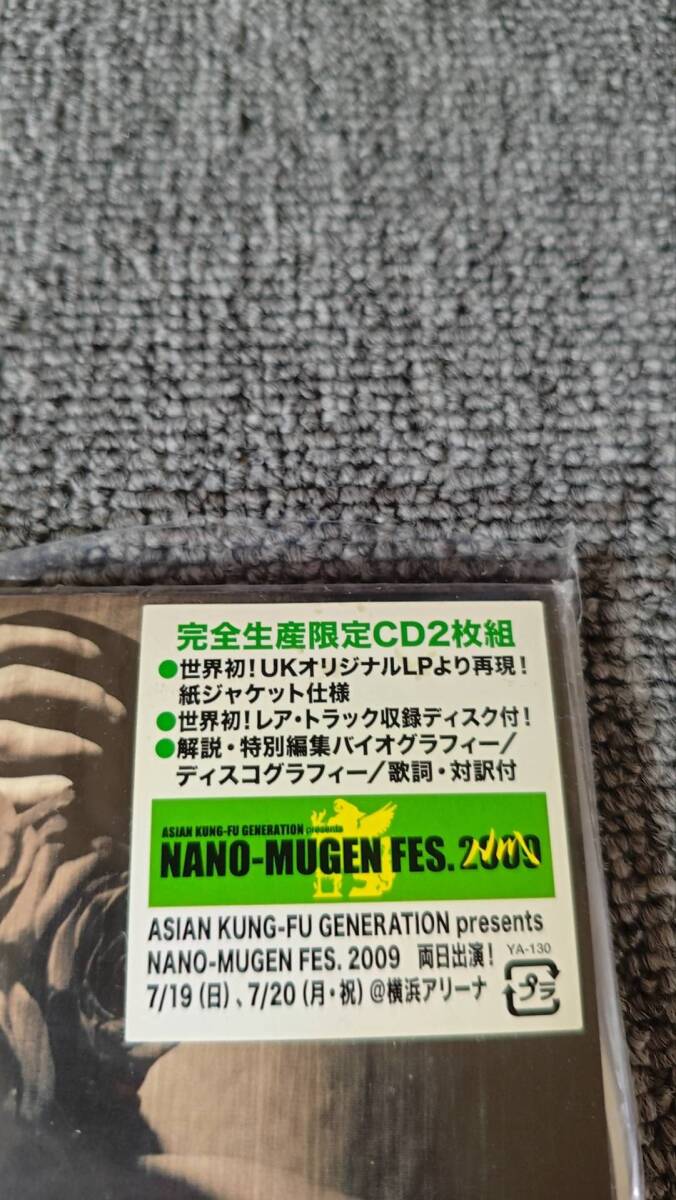 完全生産限定CD2枚組
●世界初!UKオリジナルLPより再現!
紙ジャケット仕様
●世界初!レア・トラック収録ディスク付!
●解説・特別編集バイオグラフィー/
ディスコグラフィー/歌詞・対訳付
ASIAN KUNG-FU GENERATION presents
NANO-MUGEN FES. 2009
ASIAN KUNG-FU GENERATION presents
NANO-MUGEN FES. 2009 両日出演!
YA-130
7/19(日)、7/20(月・祝)@横浜アリーナ
プラ